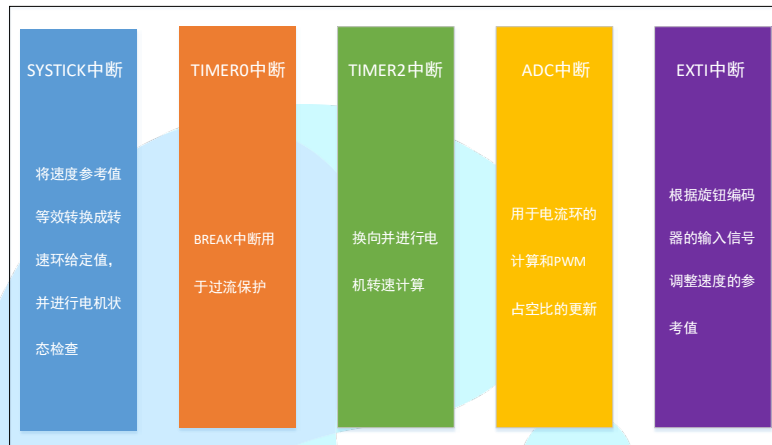 SYSTICK中断
将速度参考值
等效转换成转
速环给定值，
并进行电机状
态检查
TIMER0中断
BREAK中断用
于过流保护
TIMER2中断
换向并进行电
机转速计算
ADC中断
用于电流环的
计算和PWM
占空比的更新
EXTI中断
根据旋钮编码
器的输入信号
调整速度的参
考值